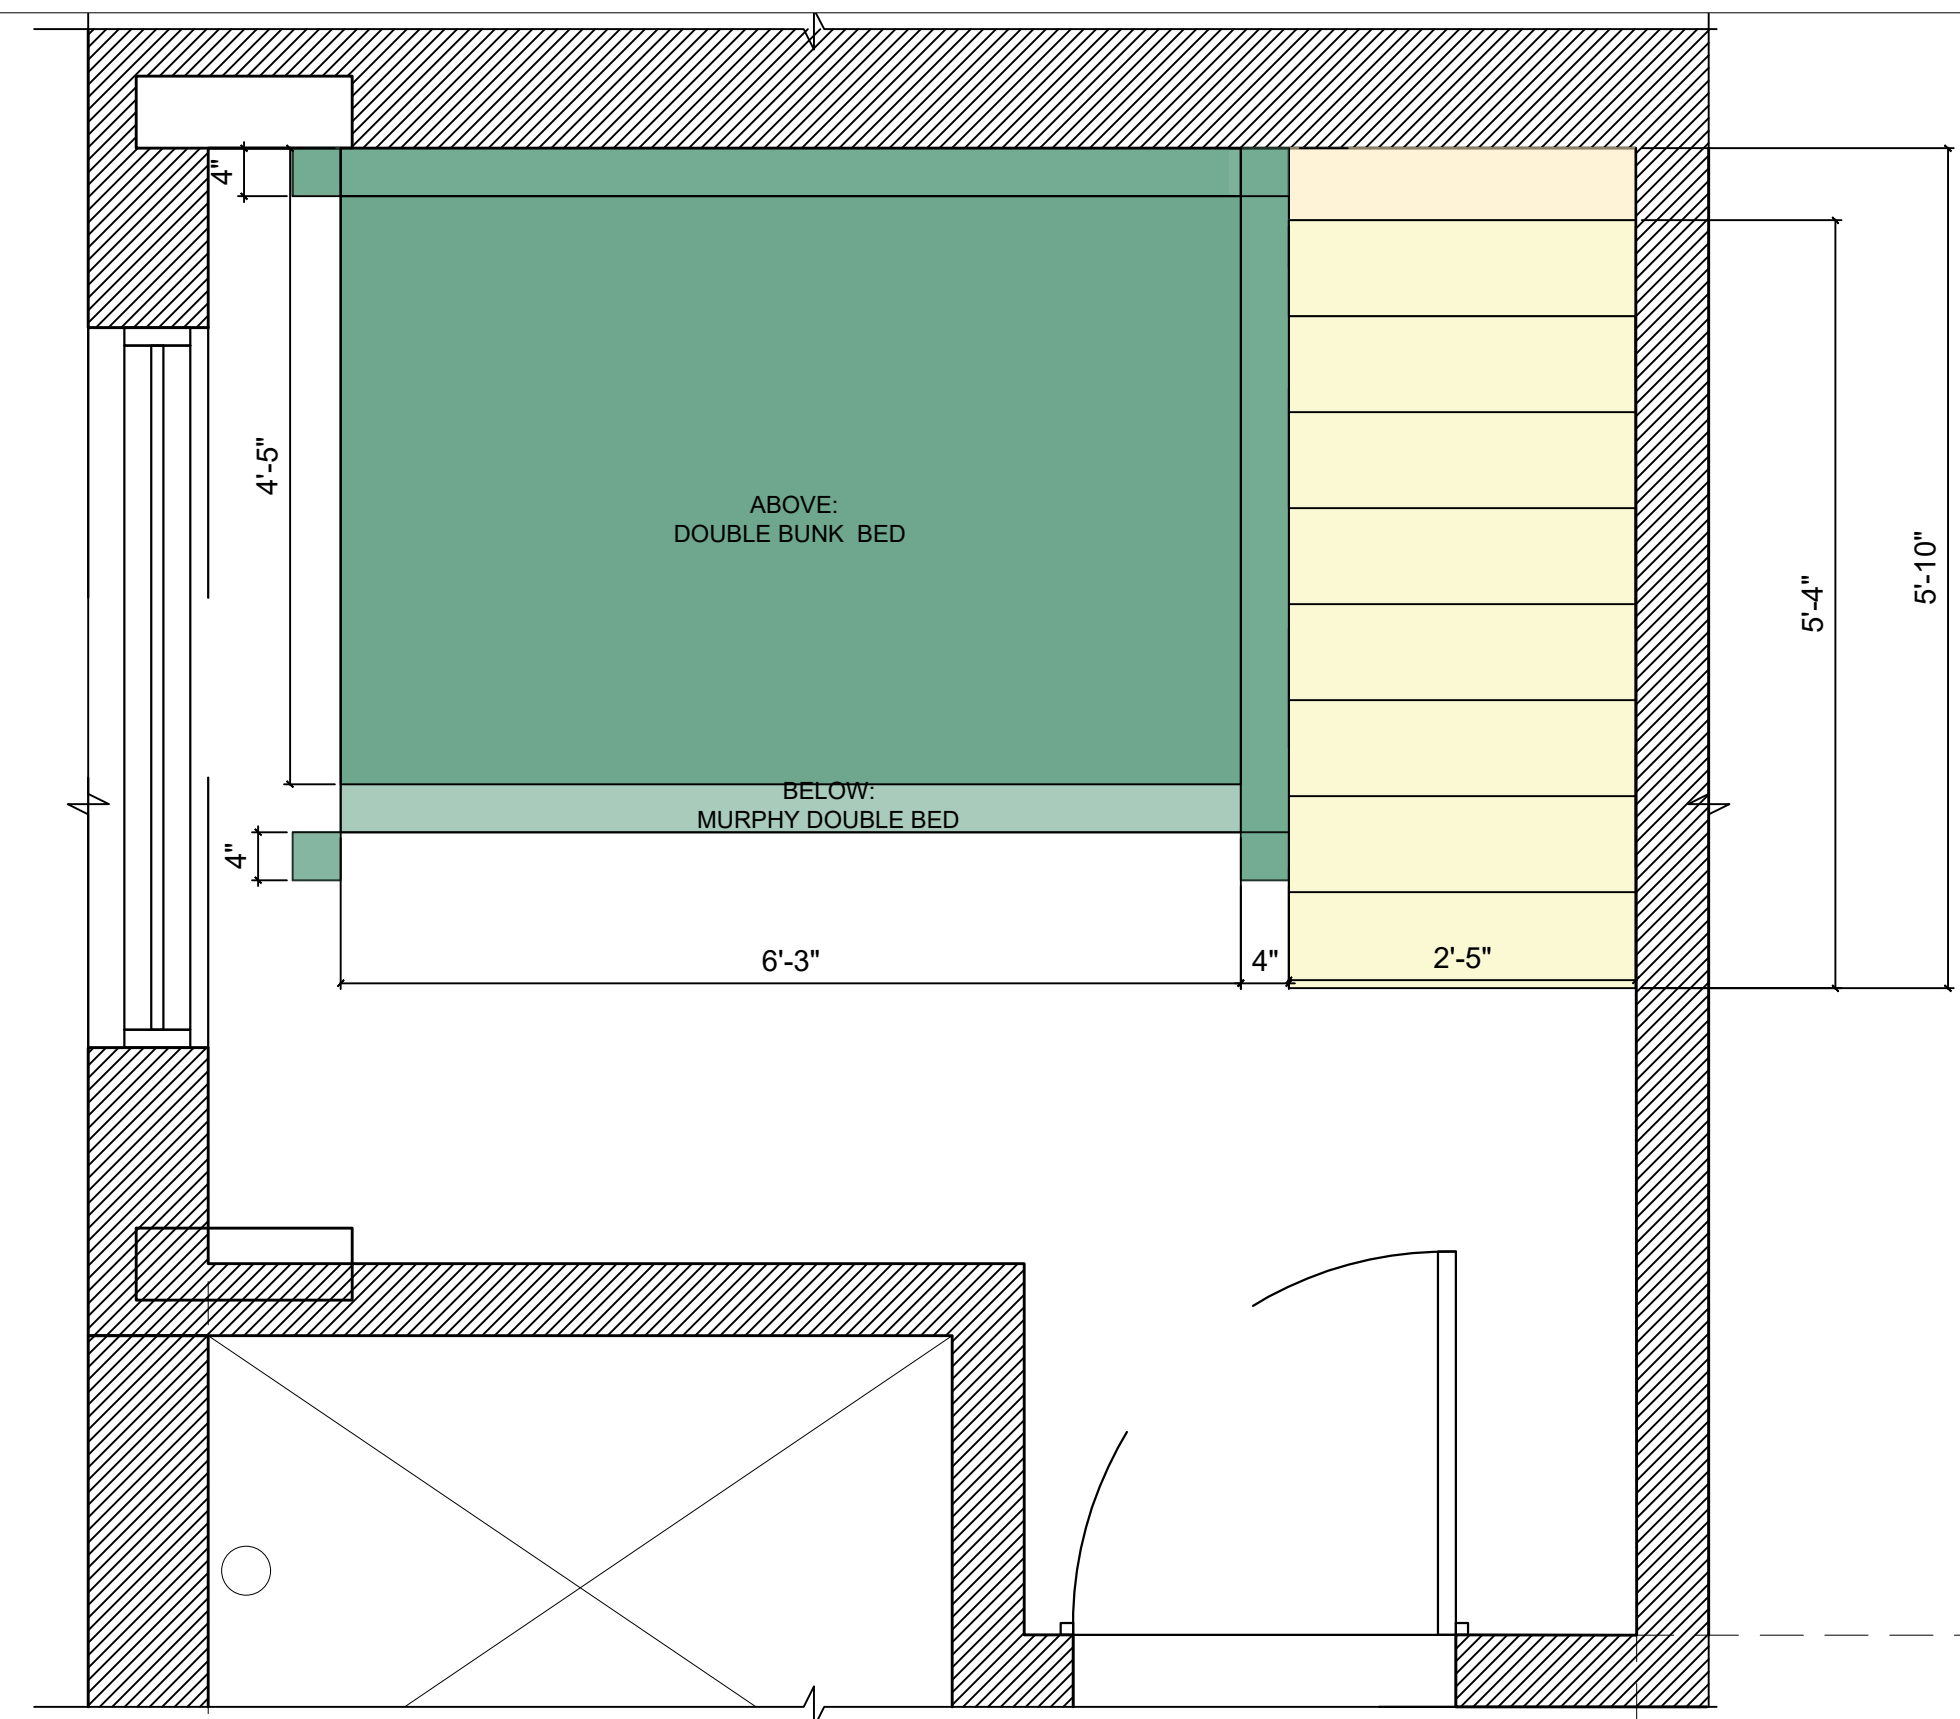 4"
4'-5"
ABOVE:
DOUBLE BUNK BED
5'-10"
5'-4"
BELOW:
MURPHY DOUBLE BED
4"
6'-3"
4"
2'-5"